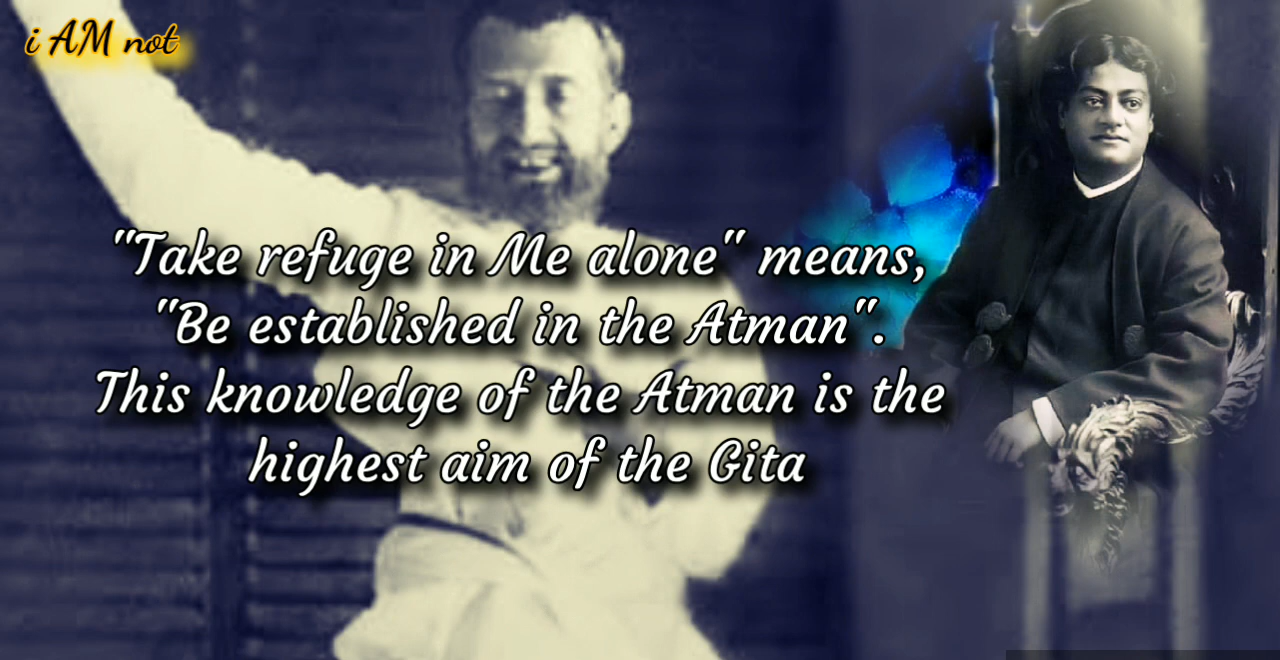 i AM not
"Take refuge in Me alone" means,
"Be established in the Atman".
This knowledge of the Atman is the
highest aim of the Gita